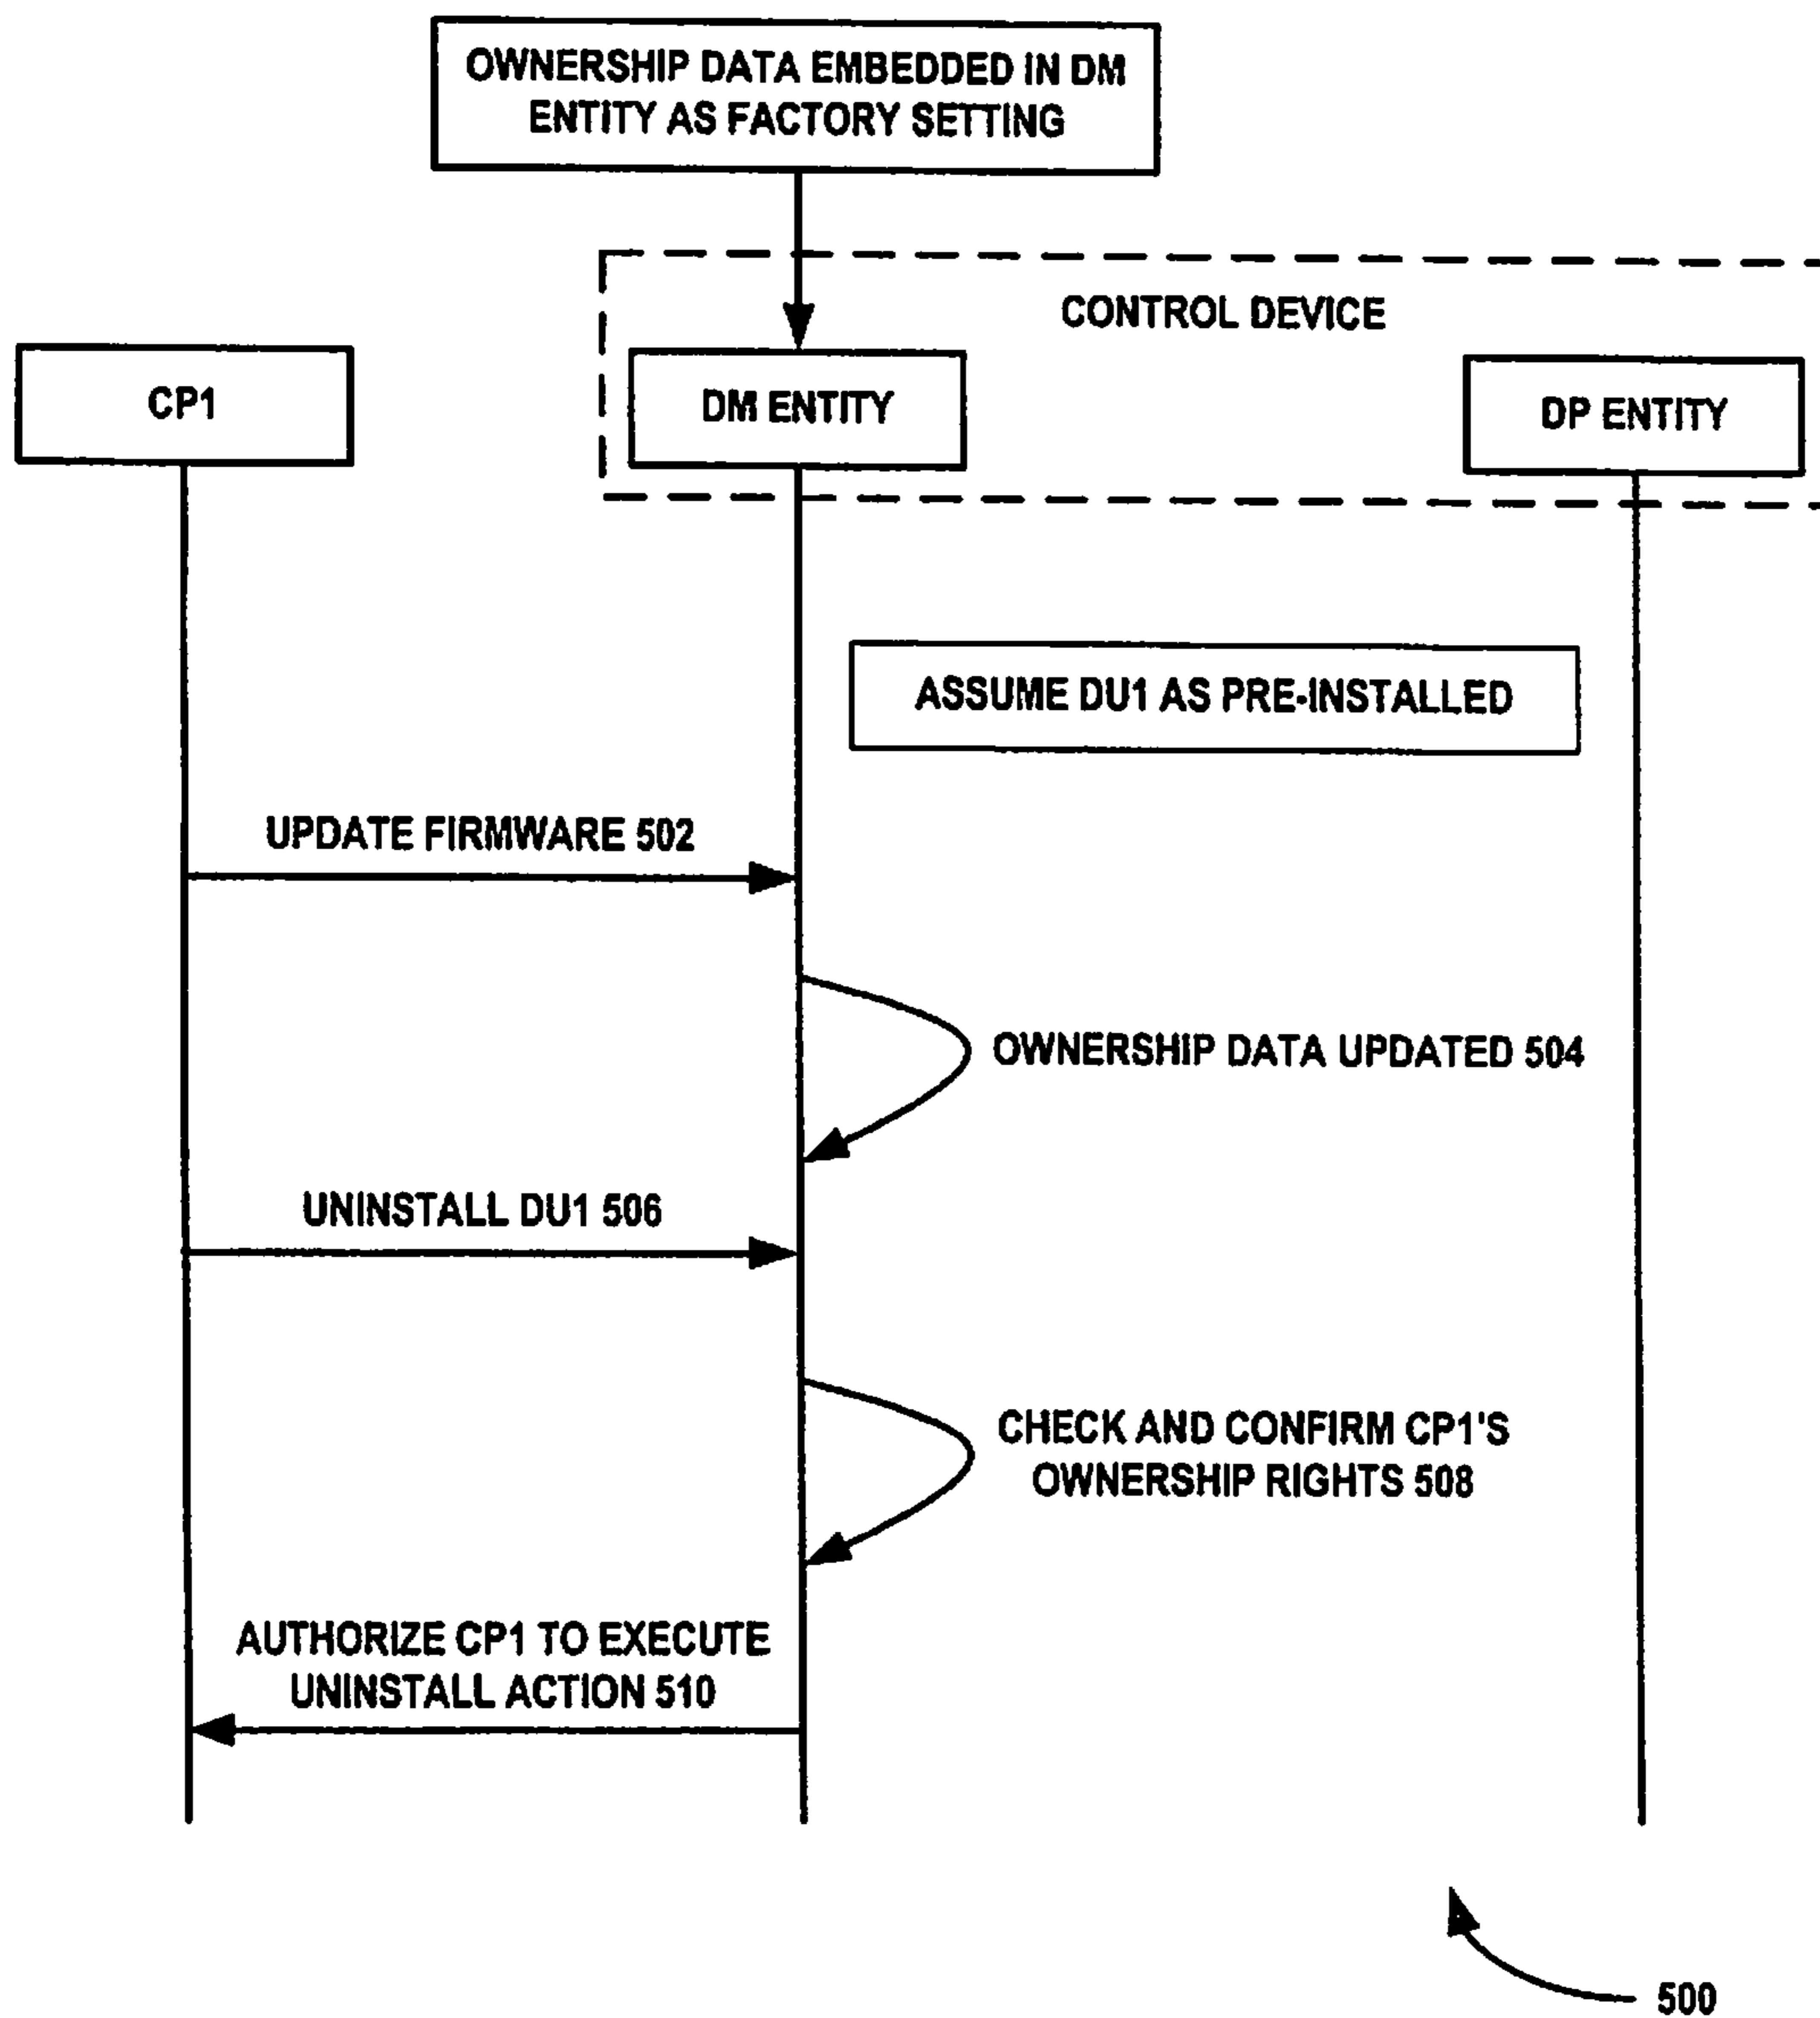 OWNERSHIP DATA EMBEDDED IN DM
ENTITY AS FACTORY SETTING
CONTROL DEVICE
CP1
DM ENTITY
DP ENTITY
ASSUME DU1 AS PRE-INSTALLED
UPDATE FIRMWARE 502
OWNERSHIP DATA UPDATED 504
UNINSTALL DU1 506
CHECK AND CONFIRM CP1'S
OWNERSHIP RIGHTS 508
AUTHORIZE CP1 TO EXECUTE
UNINSTALL ACTION 510
500